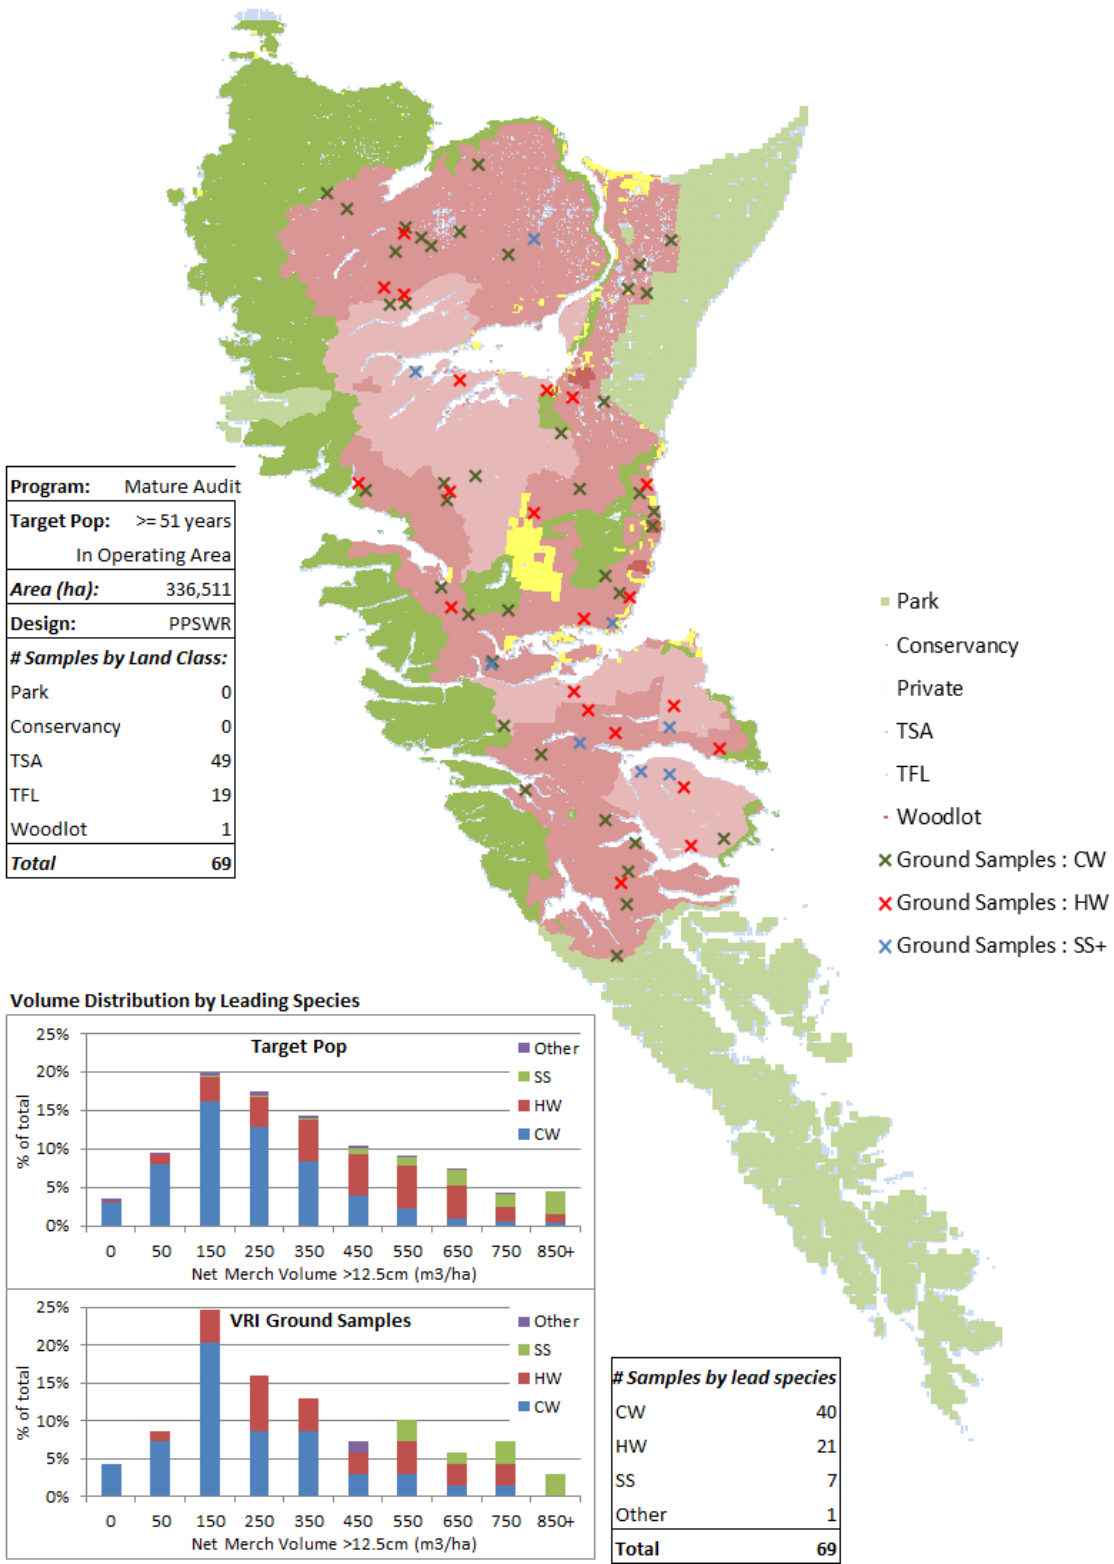 Program: Mature Audit
Target Pop: >= 51 years
In Operating Area
Area (ha): 336,511
Design: PPSWR
# Samples by Land Class:
Park 0
Conservancy 0
TSA 49
TFL 19
Woodlot 1
Total 69
Park
Conservancy
Private
TSA
TFL
Woodlot
Ground Samples : CW
Ground Samples : HW
Ground Samples : SS+
Volume Distribution by Leading Species
Target Pop
25%
20%
15%
10%
5%
0%
% of total
Other
SS
HW
CW
0 50 150 250 350 450 550 650 750 850+
Net Merch Volume >12.5cm (m3/ha)
VRI Ground Samples
25%
20%
15%
10%
5%
0%
% of total
Other
SS
HW
CW
0 50 150 250 350 450 550 650 750 850+
Net Merch Volume >12.5cm (m3/ha)
# Samples by lead species
CW 40
HW 21
SS 7
Other 1
Total 69